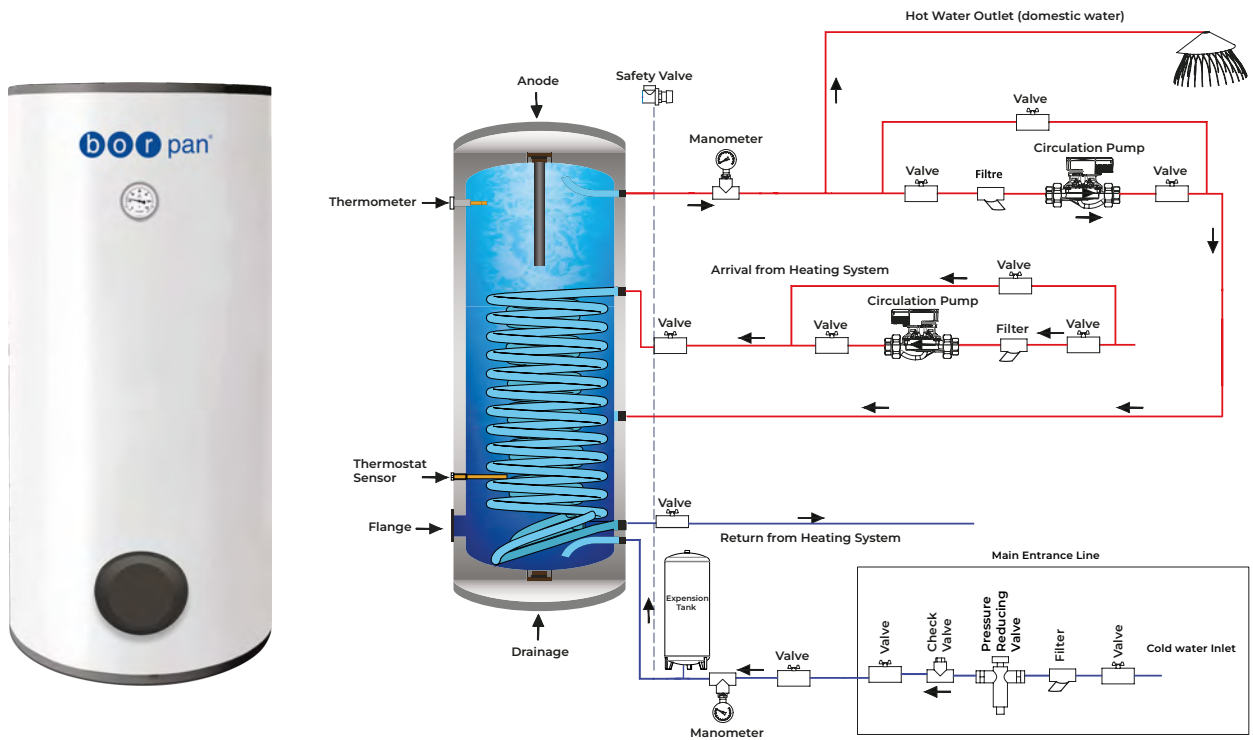 bor pan®
Hot Water Outlet (domestic water)
Safety Valve
Anode
Valve
Manometer
Circulation Pump
Valve
Filtre
Valve
Thermometer
Arrival from Heating System
Valve
Circulation Pump
Valve
Valve
Filter
Valve
Thermostat
Sensor
Valve
Flange
Return from Heating System
Main Entrance Line
Expension
Tank
Valve
Check
Valve
Pressure
Reducing
Valve
Filter
Valve
Cold water Inlet
Drainage
Valve
Manometer